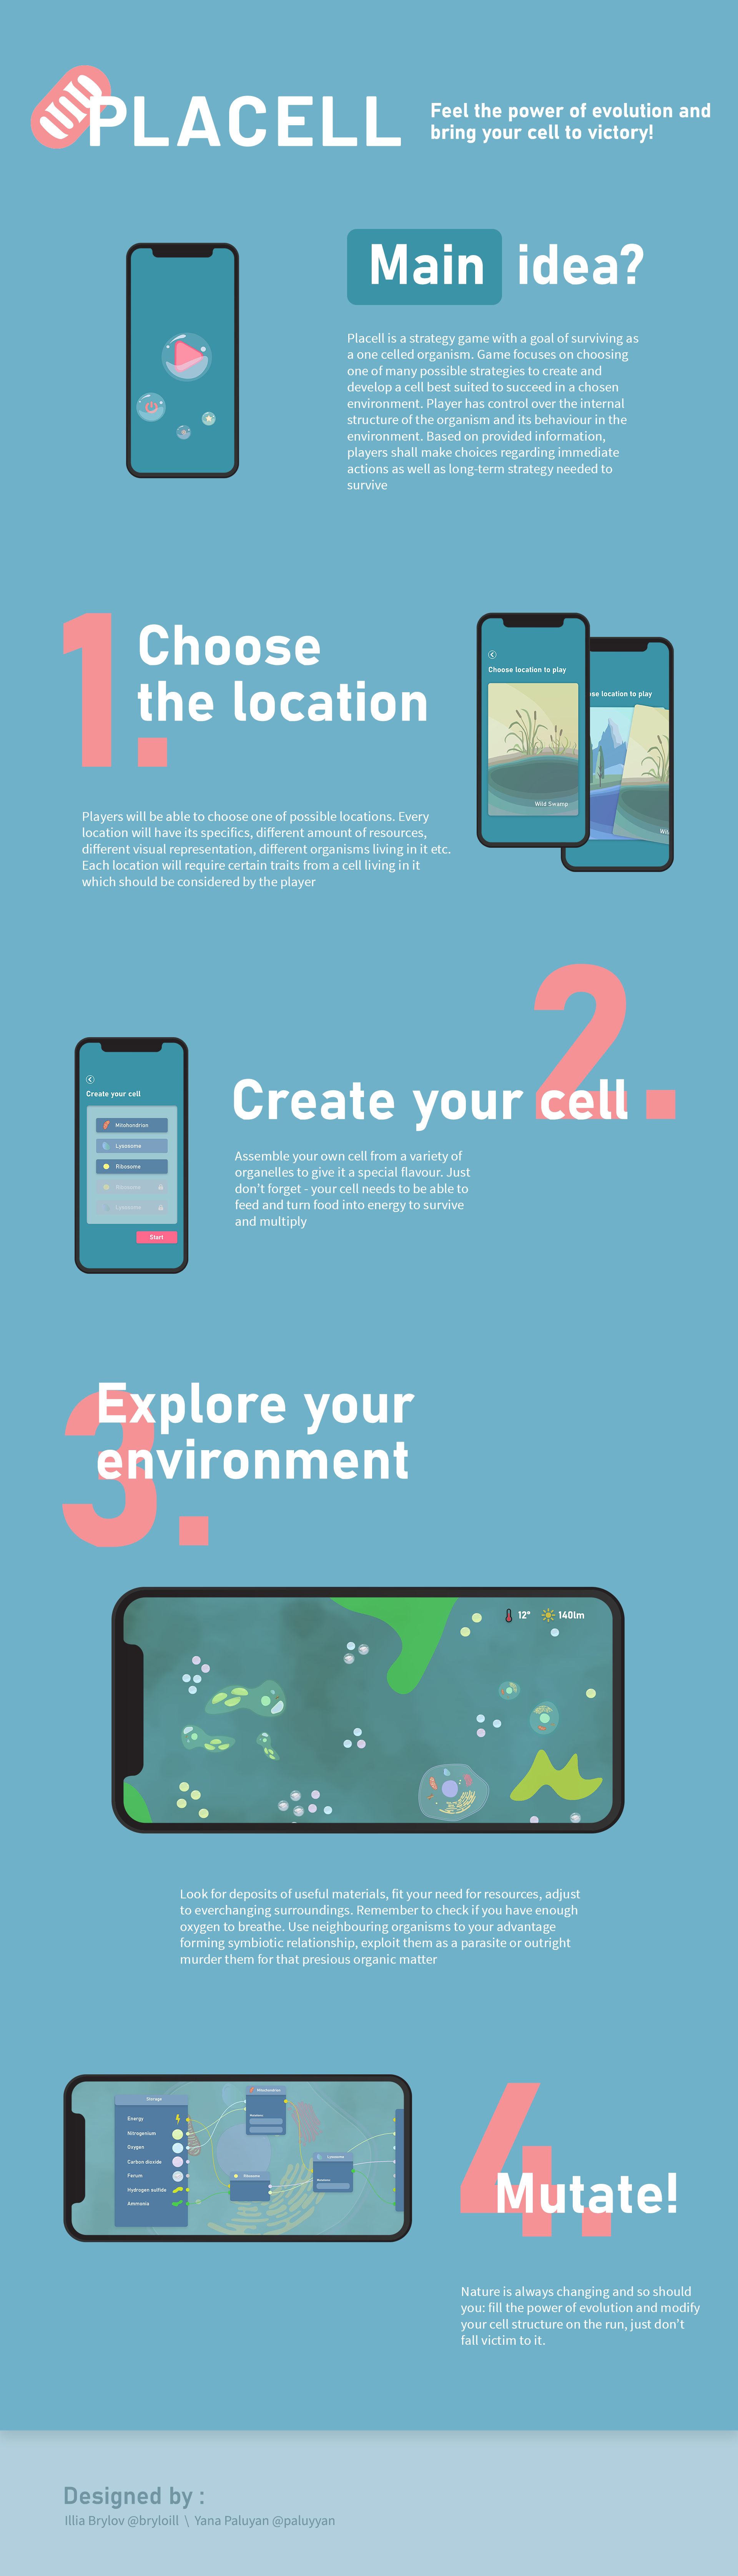 PLACELL
Feel the power of evolution and
bring your cell to victory!
Main idea?
Placell is a strategy game with a goal of surviving as
a one celled organism. Game focuses on choosing
one of many possible strategies to create and
develop a cell best suited to succeed in a chosen
environment. Player has control over the internal
structure of the organism and its behaviour in the
environment. Based on provided information,
players shall make choices regarding immediate
actions as well as long-term strategy needed to
survive
1.
Choose
the location
Choose location to play
Wild Swamp
ose location to play
Players will be able to choose one of possible locations. Every
location will have its specifics, different amount of resources,
different visual representation, different organisms living in it etc.
Each location will require certain traits from a cell living in it
which should be considered by the player
2.
Create your cell
Assemble your own cell from a variety of
organelles to give it a special flavour. Just
don't forget - your cell needs to be able to
feed and turn food into energy to survive
and multiply
Create your cell
Mitohondrian
Lysosome
Ribosome
Ribosome
Lysosome
Start
3.
Explore your
environment
12°
140lm
Look for deposits of useful materials, fit your need for resources, adjust
to everchanging surroundings. Remember to check if you have enough
oxygen to breathe. Use neighbouring organisms to your advantage
forming symbiotic relationship, exploit them as a parasite or outright
murder them for that presious organic matter
Storage
Energy
Nitrogenium
Oxygen
Carbon dioxide
Ferum
Hydrogen sulfide
Ammonia
Mitohondrian
Ribosome
Lysosome
4.
Mutate!
Nature is always changing and so should
you: fill the power of evolution and modify
your cell structure on the run, just don't
fall victim to it.
Designed by :
Illia Brylov @bryloill \ Yana Paluyan @paluyyan